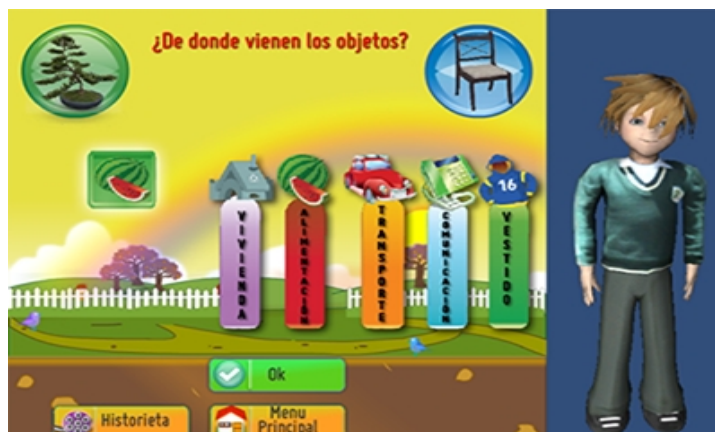 ¿De donde vienen los objetos?
16
VIVIENDA
ALIMENTACIÓN
TRANSPORTE
COMUNICACIÓN
VESTIDO
Ok
Historieta
Menu
Principal